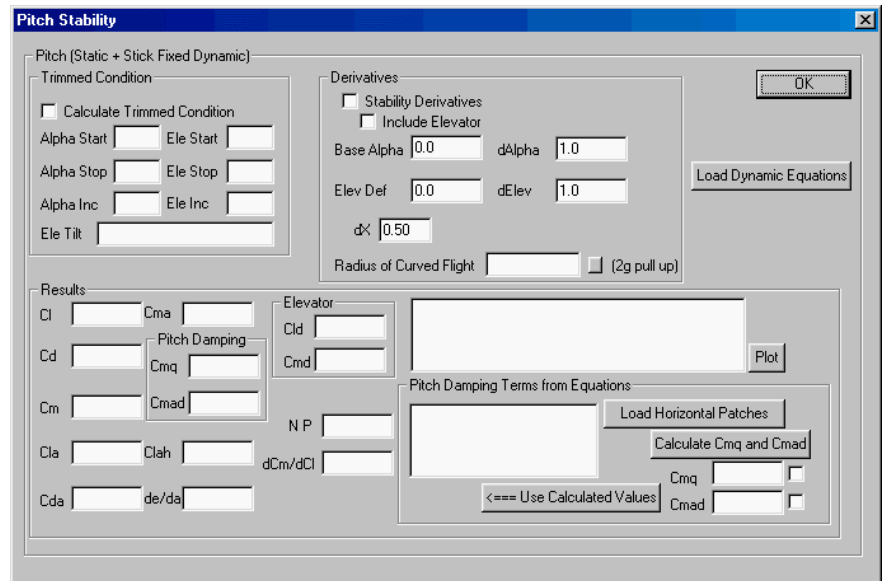 Pitch Stability
Pitch (Static + Stick Fixed Dynamic)
Trimmed Condition
Calculate Trimmed Condition
Alpha Start Ele Start
Alpha Stop Ele Stop
Alpha Inc Ele Inc
Ele Tilt
Derivatives
Stability Derivatives
Include Elevator
Base Alpha 0.0 dAlpha 1.0
Elev Def 0.0 dElev 1.0
dX 0.50
Radius of Curved Flight (2g pull up)
OK
Load Dynamic Equations
Results
Cl Cma
Cd
Cm
Cla Clah
Cda de/da
Pitch Damping
Cmq
Cmad
Elevator
Cld
Cmd
N P
dCm/dCl
Plot
Pitch Damping Terms from Equations
Load Horizontal Patches
Calculate Cmq and Cmad
Cmq
Cmad
<=== Use Calculated Values